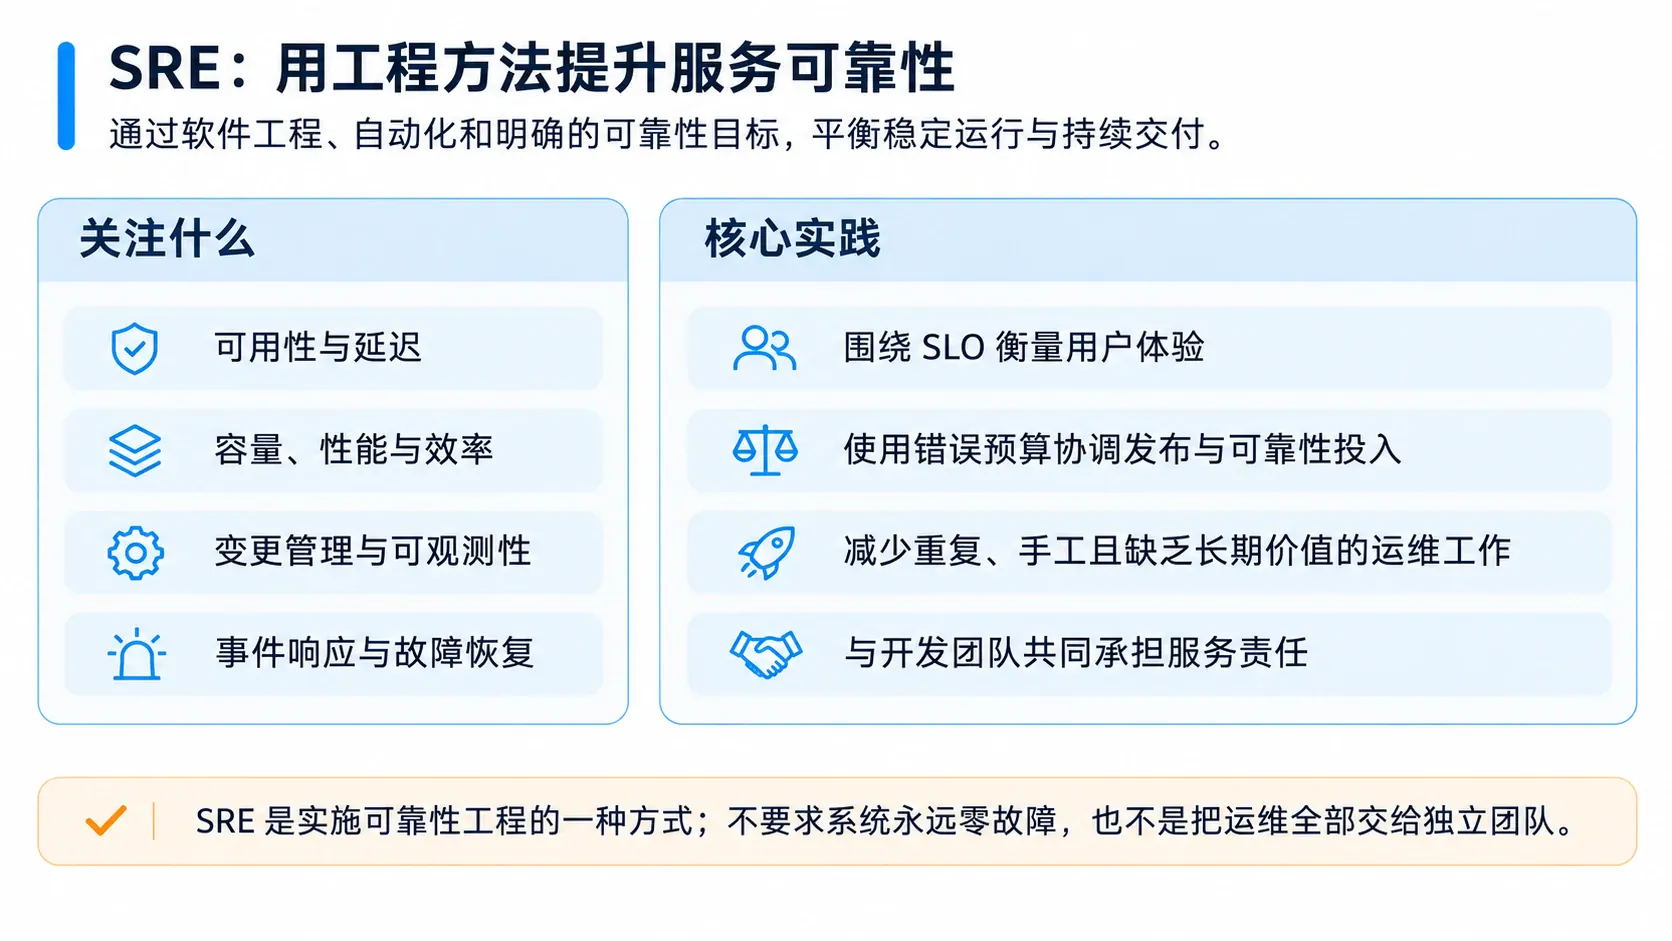 SRE：用工程方法提升服务可靠性
通过软件工程、自动化和明确的可靠性目标，平衡稳定运行与持续交付。
关注什么
可用性与延迟
容量、性能与效率
变更管理与可观测性
事件响应与故障恢复
核心实践
围绕 SLO 衡量用户体验
使用错误预算协调发布与可靠性投入
减少重复、手工且缺乏长期价值的运维工作
与开发团队共同承担服务责任
SRE 是实施可靠性工程的一种方式；不要求系统永远零故障，也不是把运维全部交给独立团队。